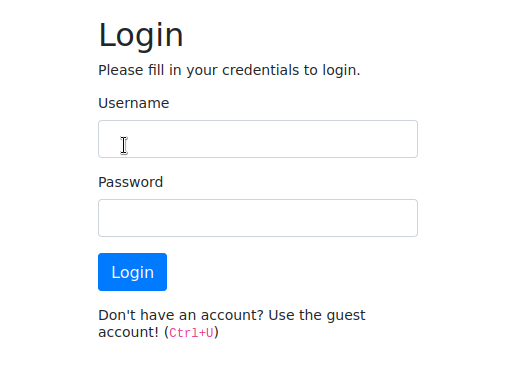 Login
Please fill in your credentials to login.
Username
Password
Login
Don't have an account? Use the guest
account! (Ctrl+U)